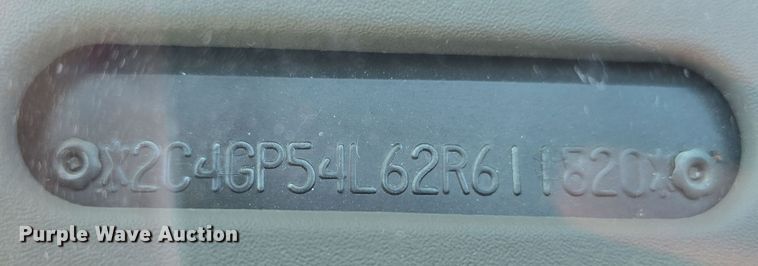 *2C4GP54L62R611820*
Purple Wave Auction